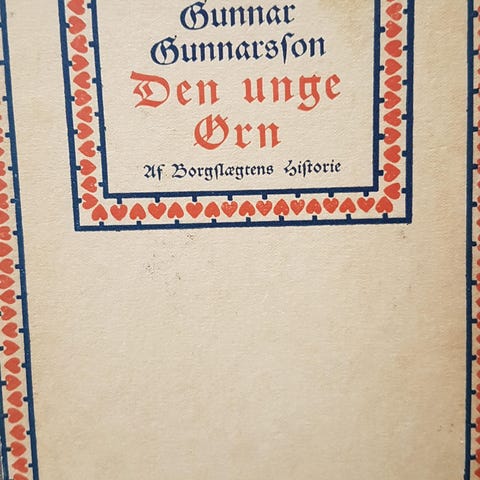 Gunnar
Gunnarsſon
Den unge
Ørn
Af Borgslægtens Hiſtorie